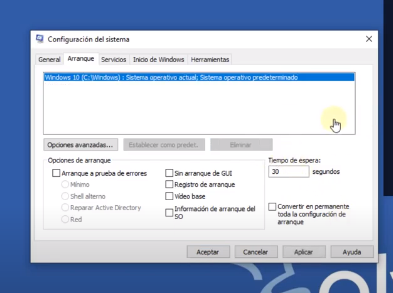 Configuración del sistema
General Arranque Servicios Inicio de Windows Herramientas
Windows 10 (C:\Windows) : Sistema operativo actual; Sistema operativo predeterminado
Opciones avanzadas... Establecer como predet. Eliminar
Opciones de arranque
Tiempo de espera:
Arranque a prueba de errores
Sin arranque de GUI
30 segundos
Mínimo
Registro de arranque
Shell alterno
Vídeo base
Reparar Active Directory
Información de arranque del
SO
Red
Convertir en permanente
toda la configuración de
arranque
Aceptar Cancelar Aplicar Ayuda